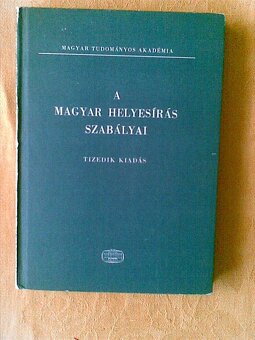 MAGYAR TUDOMÁNYOS AKADÉMIA
A
MAGYAR HELYESÍRÁS
SZABÁLYAI
TIZEDIK KIADÁS